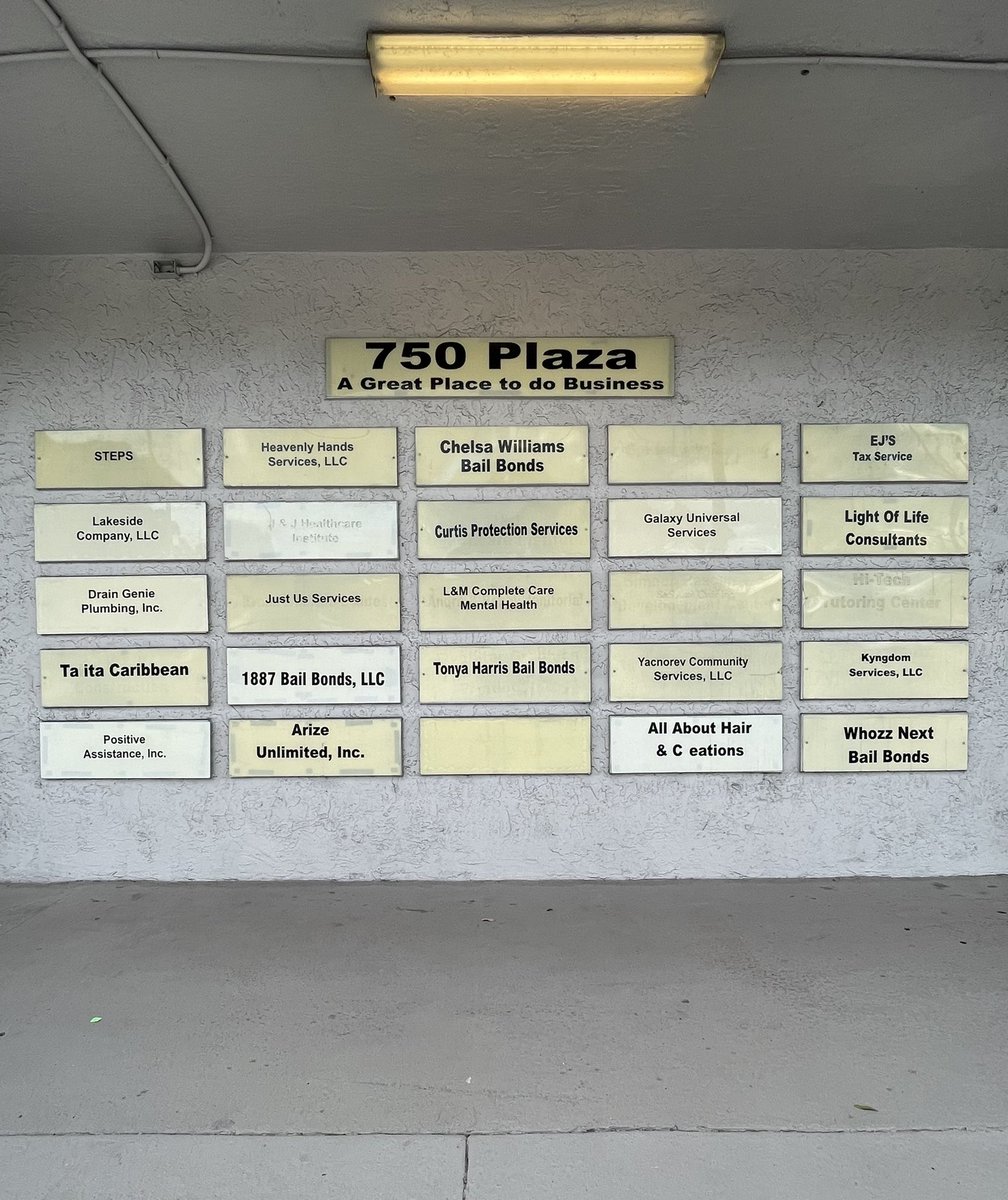 750 Plaza
A Great Place to do Business
STEPS
Heavenly Hands
Services, LLC
Chelsa Williams
Bail Bonds
EJ'S
Tax Service
Lakeside
Company, LLC
J & J Healthcare
Institute
Curtis Protection Services
Galaxy Universal
Services
Light Of Life
Consultants
Drain Genie
Plumbing, Inc.
Just Us Services
L&M Complete Care
Mental Health
Hi-Tech
Tutoring Center
Ta ita Caribbean
1887 Bail Bonds, LLC
Tonya Harris Bail Bonds
Yacnorev Community
Services, LLC
Kyngdom
Services, LLC
Positive
Assistance, Inc.
Arize
Unlimited, Inc.
All About Hair
& C eations
Whozz Next
Bail Bonds